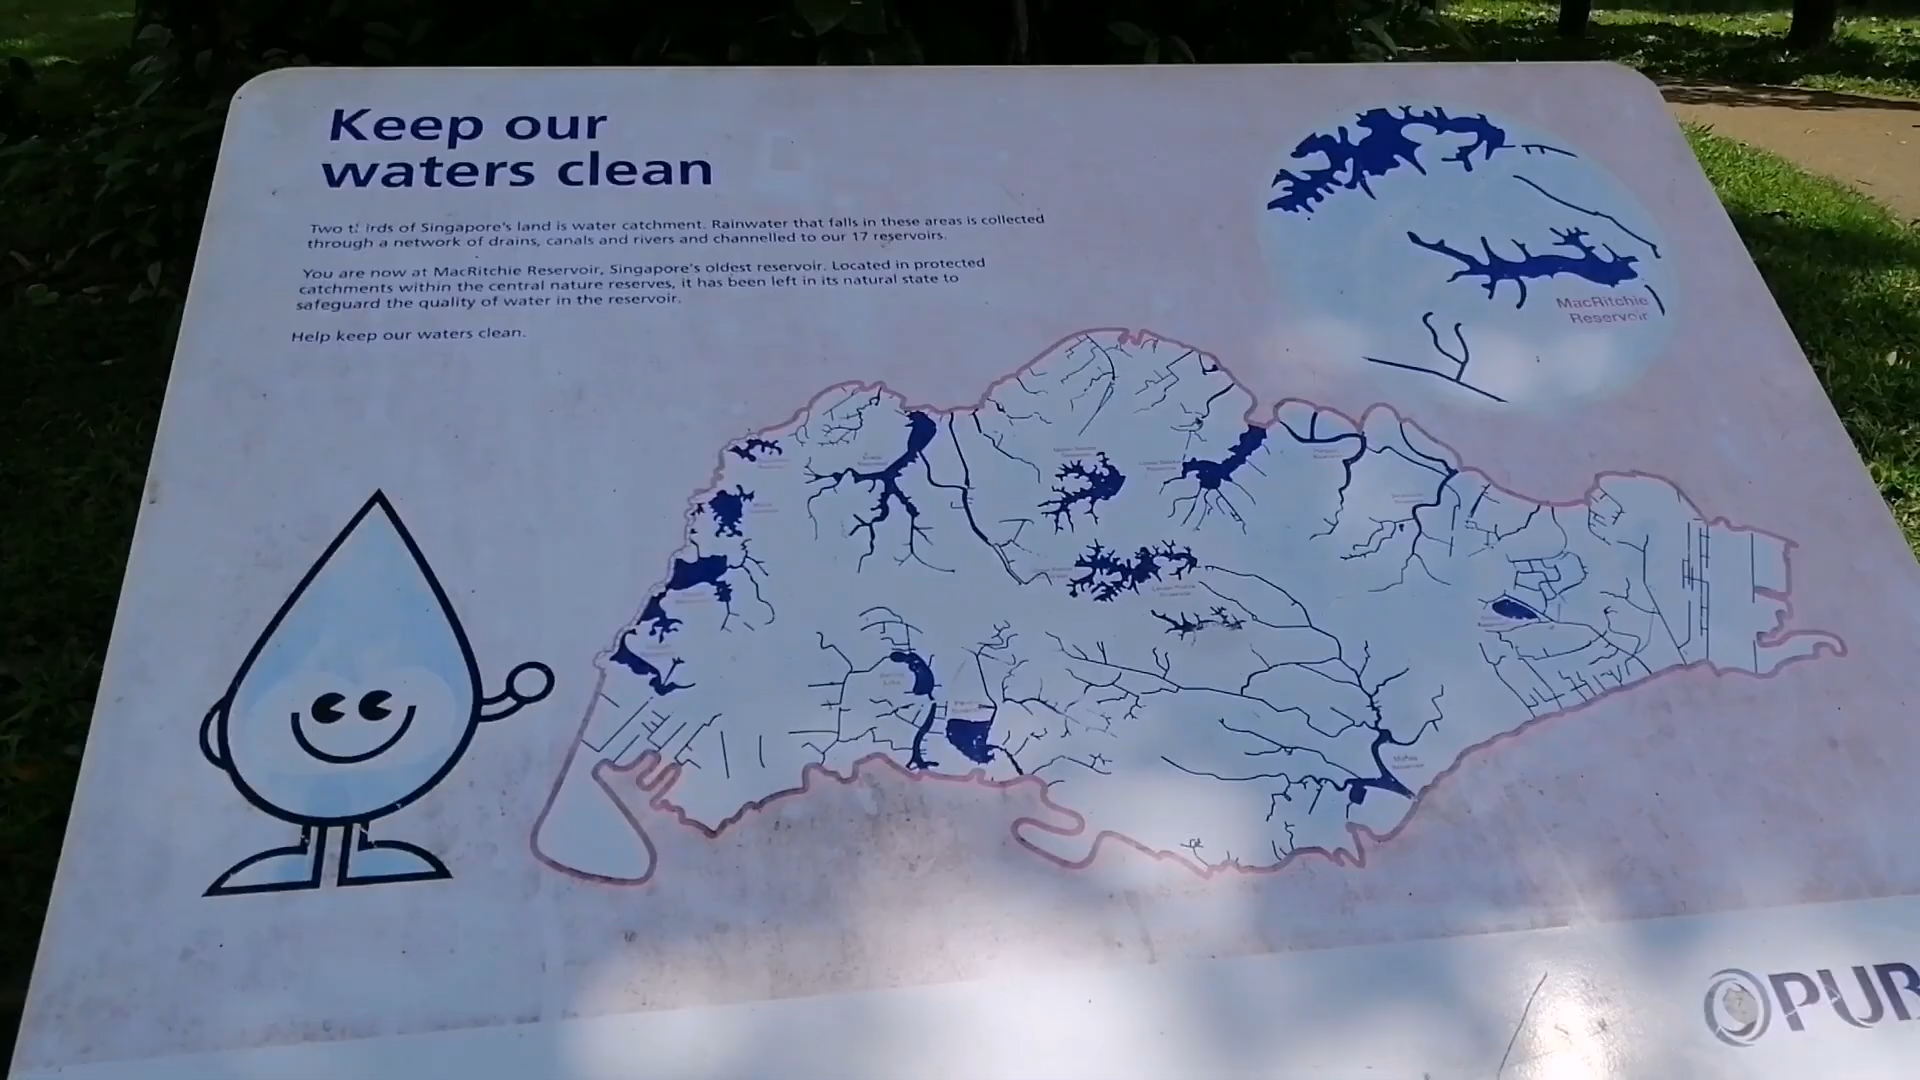 Keep our
waters clean
Two thirds of Singapore's land is water catchment. Rainwater that falls in these areas is collected
through a network of drains, canals and rivers and channelled to our 17 reservoirs.
You are now at MacRitchie Reservoir, Singapore's oldest reservoir. Located in protected
catchments within the central nature reserves, it has been left in its natural state to
safeguard the quality of water in the reservoir.
Help keep our waters clean.
MacRitchie
Reservoir
PUB